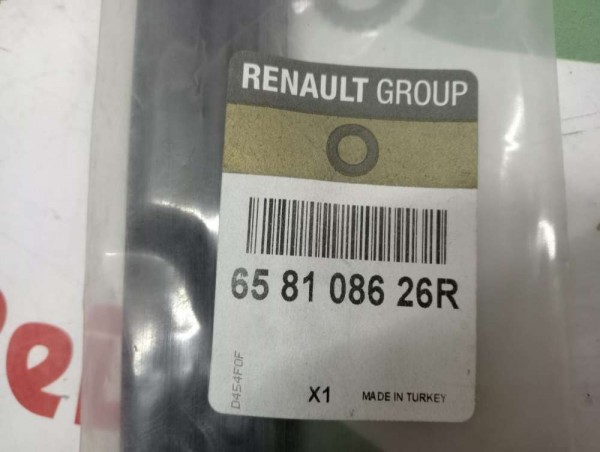 RENAULT GROUP
65 81 086 26R
D454F0F
X1 MADE IN TURKEY